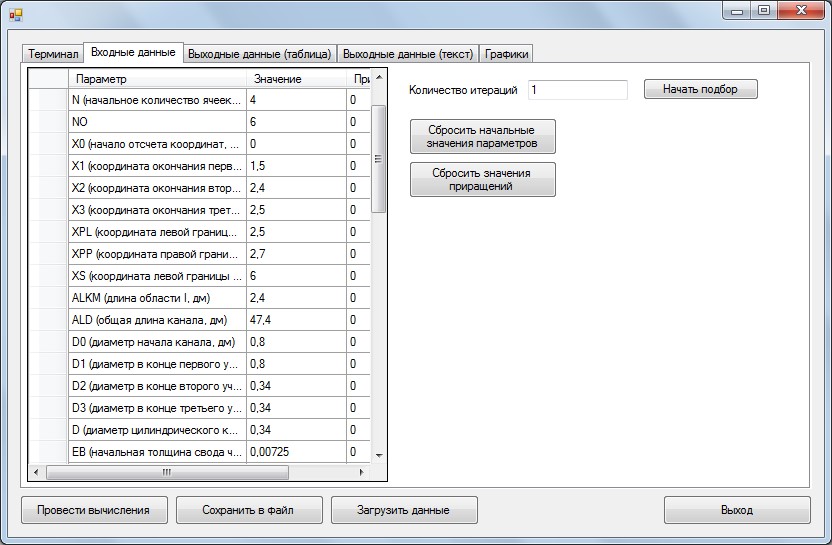 Терминал Входные данные Выходные данные (таблица) Выходные данные (текст) Графики
Параметр Значение При
N (начальное количество ячеек... 4 0
NO 6 0
X0 (начало отсчета координат, ... 0 0
X1 (координата окончания перв... 1,5 0
X2 (координата окончания втор... 2,4 0
X3 (координата окончания трет... 2,5 0
XPL (координата левой границ... 2,5 0
XPP (координата правой грани... 2,7 0
XS (координата левой границы ... 6 0
ALKM (длина области I, дм) 2,4 0
ALD (общая длина канала, дм) 47,4 0
D0 (диаметр начала канала, дм) 0,8 0
D1 (диаметр в конце первого у... 0,8 0
D2 (диаметр в конце второго уч... 0,34 0
D3 (диаметр в конце третьего у... 0,34 0
D (диаметр цилиндрического к... 0,34 0
EB (начальная толщина свода ч... 0,00725 0
Количество итераций 1 Начать подбор
Сбросить начальные
значения параметров
Сбросить значения
приращений
Провести вычисления Сохранить в файл Загрузить данные Выход